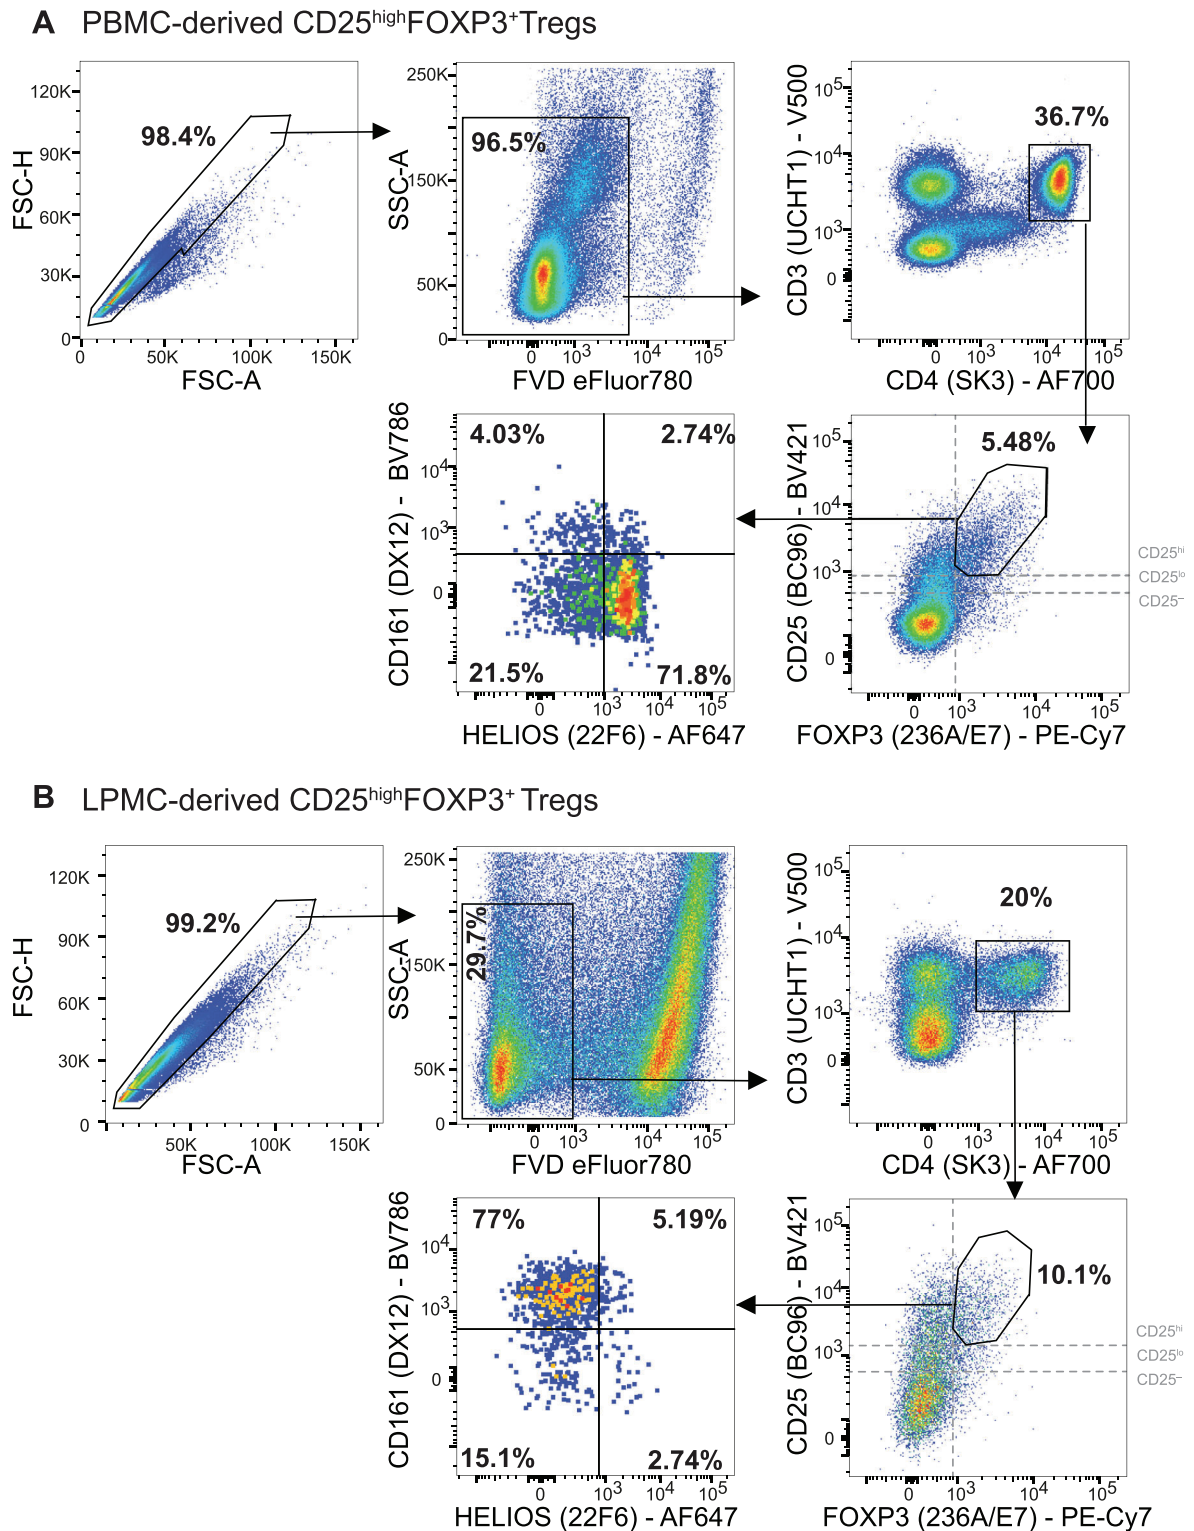 A PBMC-derived CD25highFOXP3+Tregs
120K
90K
60K
30K
0
0
50K
100K
150K
FSC-H
FSC-A
98.4%
250K
150K
50K
0
0
10³
10⁴
10⁵
SSC-A
FVD eFluor780
96.5%
10⁵
10⁴
10³
0
0
10³
10⁴
10⁵
CD3 (UCHT1) - V500
CD4 (SK3) - AF700
36.7%
4.03%
2.74%
21.5%
71.8%
10⁴
10³
0
0
10³
10⁴
10⁵
CD161 (DX12) - BV786
HELIOS (22F6) - AF647
5.48%
10⁵
10⁴
10³
0
0
10³
10⁴
10⁵
CD25 (BC96) - BV421
FOXP3 (236A/E7) - PE-Cy7
CD25hi
CD25lo
CD25–
B LPMC-derived CD25highFOXP3+ Tregs
120K
90K
60K
30K
0
50K
100K
150K
FSC-H
FSC-A
99.2%
250K
150K
50K
0
0
10³
10⁴
10⁵
SSC-A
FVD eFluor780
29.7%
10⁵
10⁴
10³
0
0
10³
10⁴
10⁵
CD3 (UCHT1) - V500
CD4 (SK3) - AF700
20%
77%
5.19%
15.1%
2.74%
10⁴
10³
0
0
10³
10⁴
10⁵
CD161 (DX12) - BV786
HELIOS (22F6) - AF647
10.1%
10⁵
10⁴
10³
0
0
10³
10⁴
10⁵
CD25 (BC96) - BV421
FOXP3 (236A/E7) - PE-Cy7
CD25hi
CD25lo
CD25–